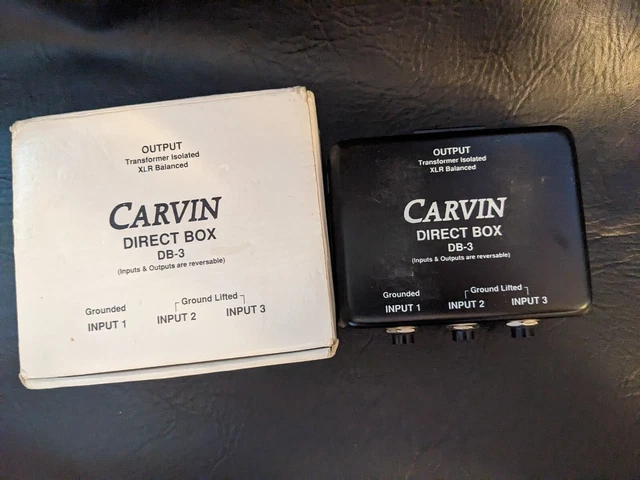 OUTPUT
Transformer Isolated
XLR Balanced
CARVIN
DIRECT BOX
DB-3
(Inputs & Outputs are reversable)
Grounded
Ground Lifted
INPUT 1
INPUT 2
INPUT 3
OUTPUT
Transformer Isolated
XLR Balanced
CARVIN
DIRECT BOX
DB-3
(Inputs & Outputs are reversable)
Grounded
Ground Lifted
INPUT 1
INPUT 2
INPUT 3